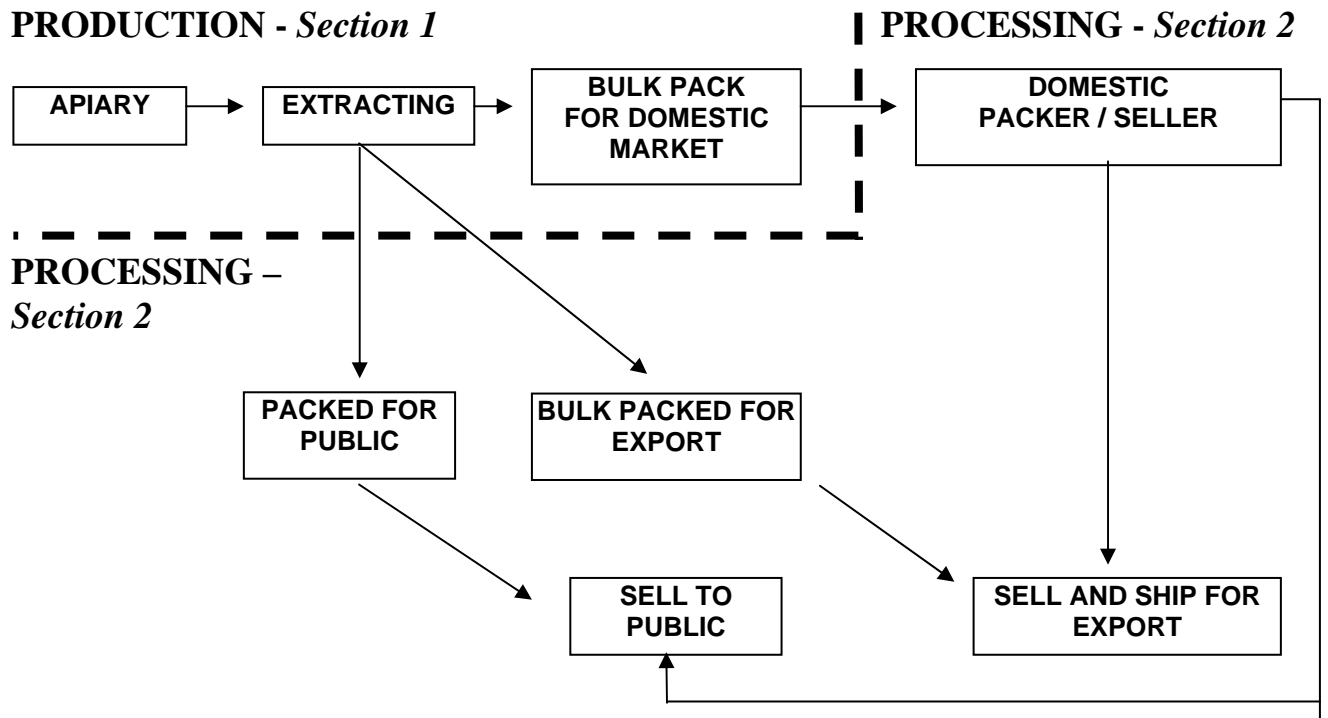 PRODUCTION - Section 1
PROCESSING - Section 2
APIARY
EXTRACTING
BULK PACK
FOR DOMESTIC
MARKET
DOMESTIC
PACKER / SELLER
PROCESSING –
Section 2
PACKED FOR
PUBLIC
BULK PACKED FOR
EXPORT
SELL TO
PUBLIC
SELL AND SHIP FOR
EXPORT